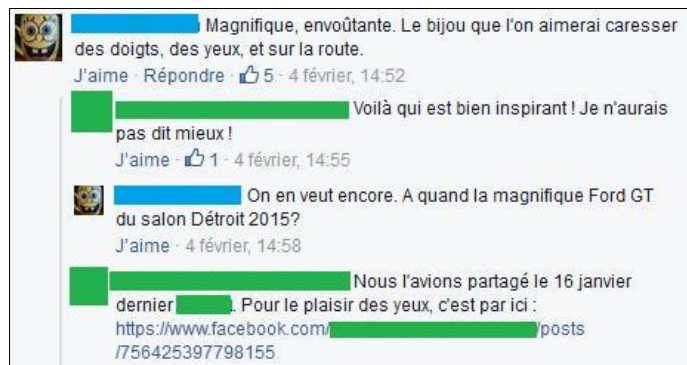 Magnifique, envoûtante. Le bijou que l'on aimerai caresser
des doigts, des yeux, et sur la route.
J'aime · Répondre · 5 · 4 février, 14:52
Voilà qui est bien inspirant ! Je n'aurais
pas dit mieux !
J'aime · 1 · 4 février, 14:55
On en veut encore. A quand la magnifique Ford GT
du salon Détroit 2015?
J'aime · 4 février, 14:58
Nous l'avions partagé le 16 janvier
dernier . Pour le plaisir des yeux, c'est par ici :
https://www.facebook.com/ /posts
/756425397798155